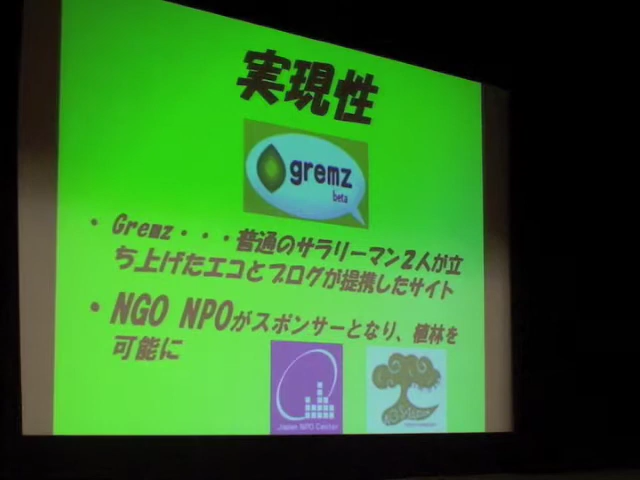 実現性
gremz
beta
• Gremz・・・普通のサラリーマン2人が立
ち上げたエコとブログが提携したサイト
• NGO NPOがスポンサーとなり、植林を
可能に
Japan NPO Center